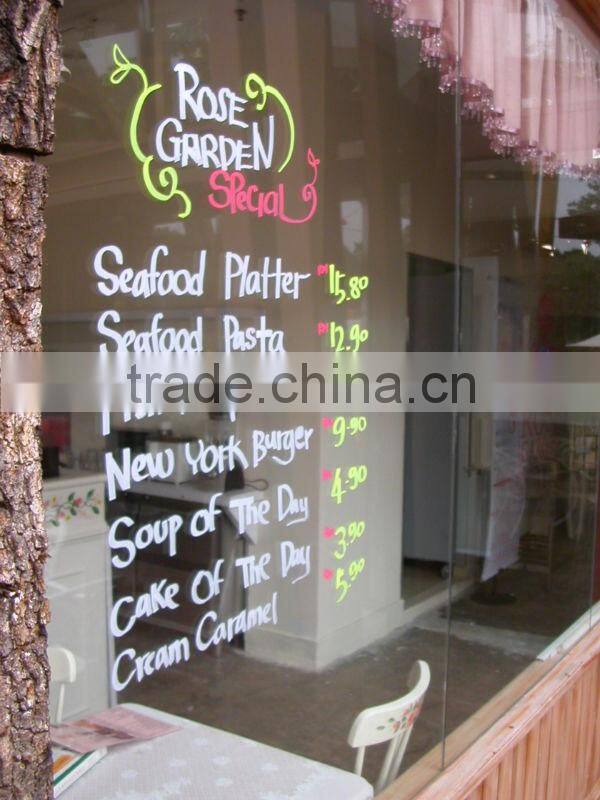 ROSE
GARDEN
Special
Seafood Platter 15.80
Seafood Pasta 12.90
trade.china.cn
New York Burger 9.90
Soup of The Day 4.90
Cake Of The Day 3.90
Cream Caramel 5.90